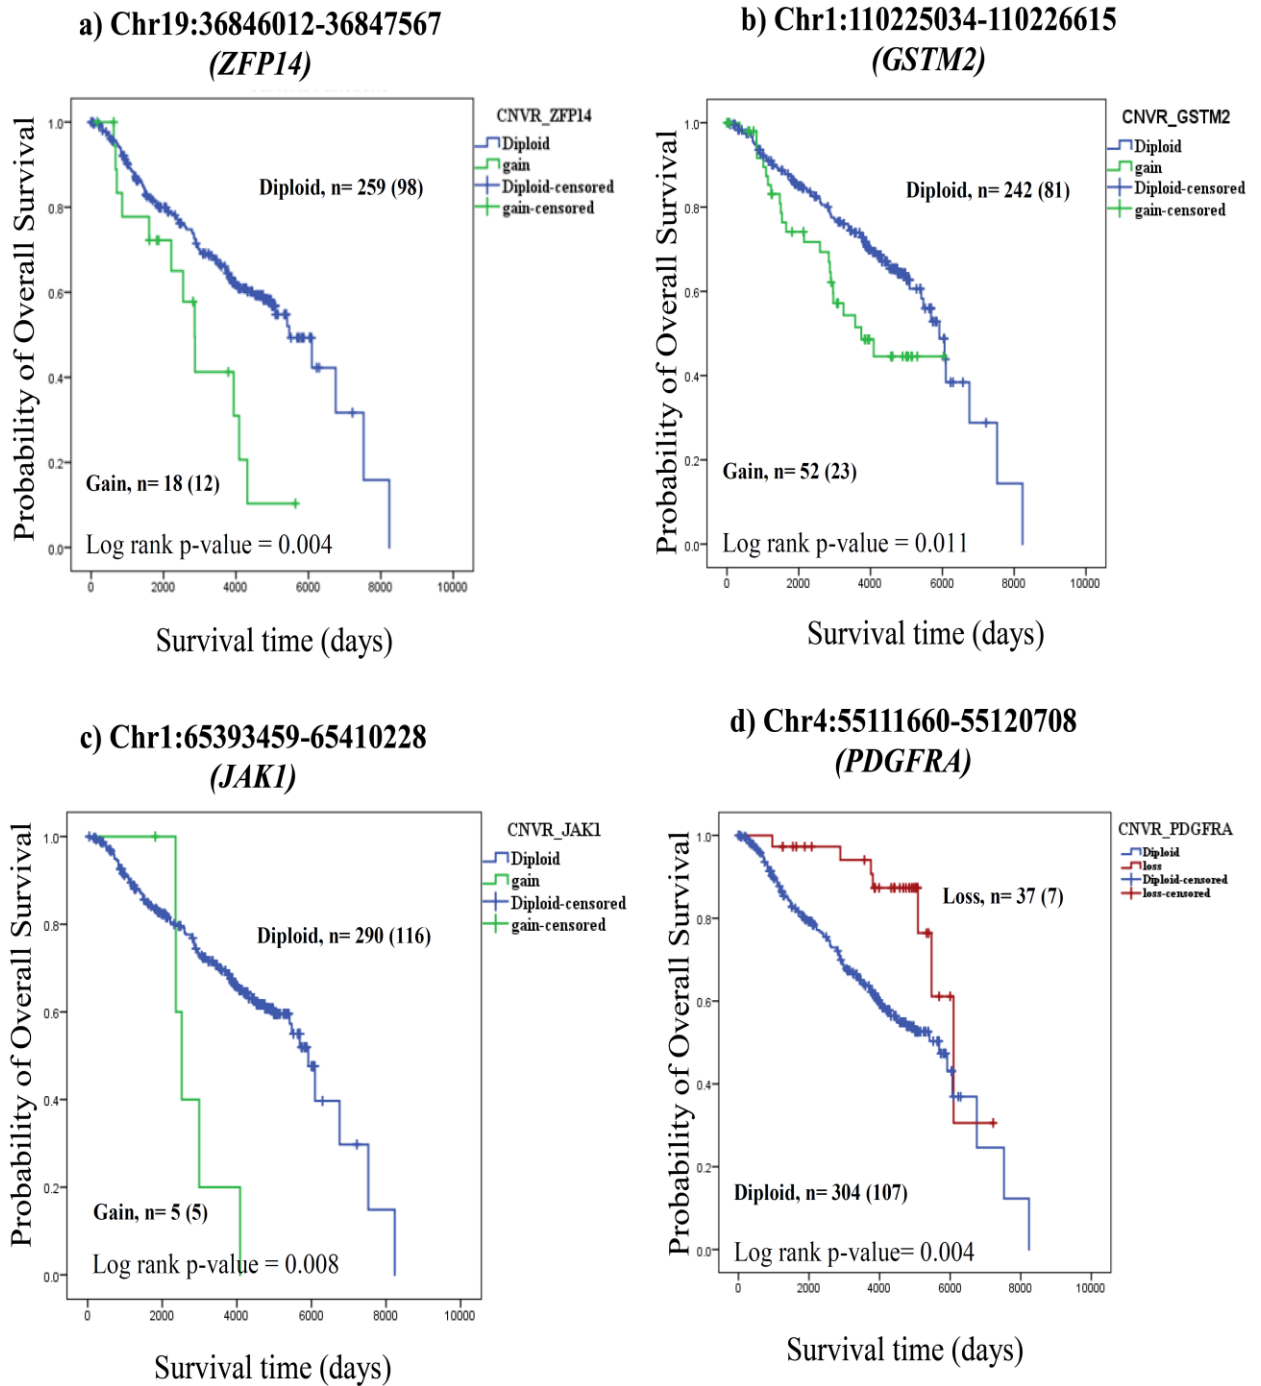 a) Chr19:36846012-36847567
(ZFP14)
CNVR_ZFP14
Diploid
gain
Diploid-censored
gain-censored
Diploid, n= 259 (98)
Gain, n= 18 (12)
Log rank p-value = 0.004
Probability of Overall Survival
1.0
0.8
0.6
0.4
0.2
0.0
0 2000 4000 6000 8000 10000
Survival time (days)
b) Chr1:110225034-110226615
(GSTM2)
CNVR_GSTM2
Diploid
gain
Diploid-censored
gain-censored
Diploid, n= 242 (81)
Gain, n= 52 (23)
Log rank p-value = 0.011
Probability of Overall Survival
1.0
0.8
0.6
0.4
0.2
0.0
0 2000 4000 6000 8000 10000
Survival time (days)
c) Chr1:65393459-65410228
(JAK1)
CNVR_JAK1
Diploid
gain
Diploid-censored
gain-censored
Diploid, n= 290 (116)
Gain, n= 5 (5)
Log rank p-value = 0.008
Probability of Overall Survival
1.0
0.8
0.6
0.4
0.2
0.0
0 2000 4000 6000 8000 10000
Survival time (days)
d) Chr4:55111660-55120708
(PDGFRA)
CNVR_PDGFRA
Diploid
loss
Diploid-censored
loss-censored
Loss, n= 37 (7)
Diploid, n= 304 (107)
Log rank p-value= 0.004
Probability of Overall Survival
1.0
0.8
0.6
0.4
0.2
0.0
0 2000 4000 6000 8000 10000
Survival time (days)